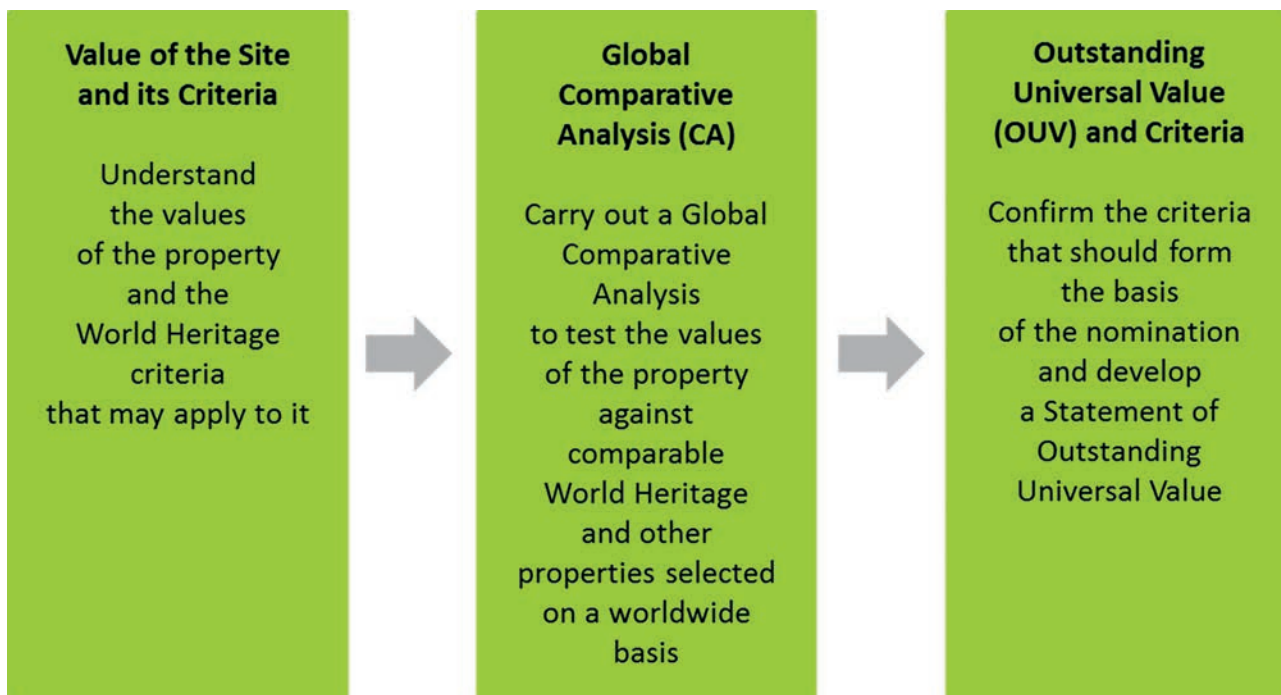 Value of the Site
and its Criteria
Understand
the values
of the property
and the
World Heritage
criteria
that may apply to it
Global
Comparative
Analysis (CA)
Carry out a Global
Comparative
Analysis
to test the values
of the property
against
comparable
World Heritage
and other
properties selected
on a worldwide
basis
Outstanding
Universal Value
(OUV) and Criteria
Confirm the criteria
that should form
the basis
of the nomination
and develop
a Statement of
Outstanding
Universal Value